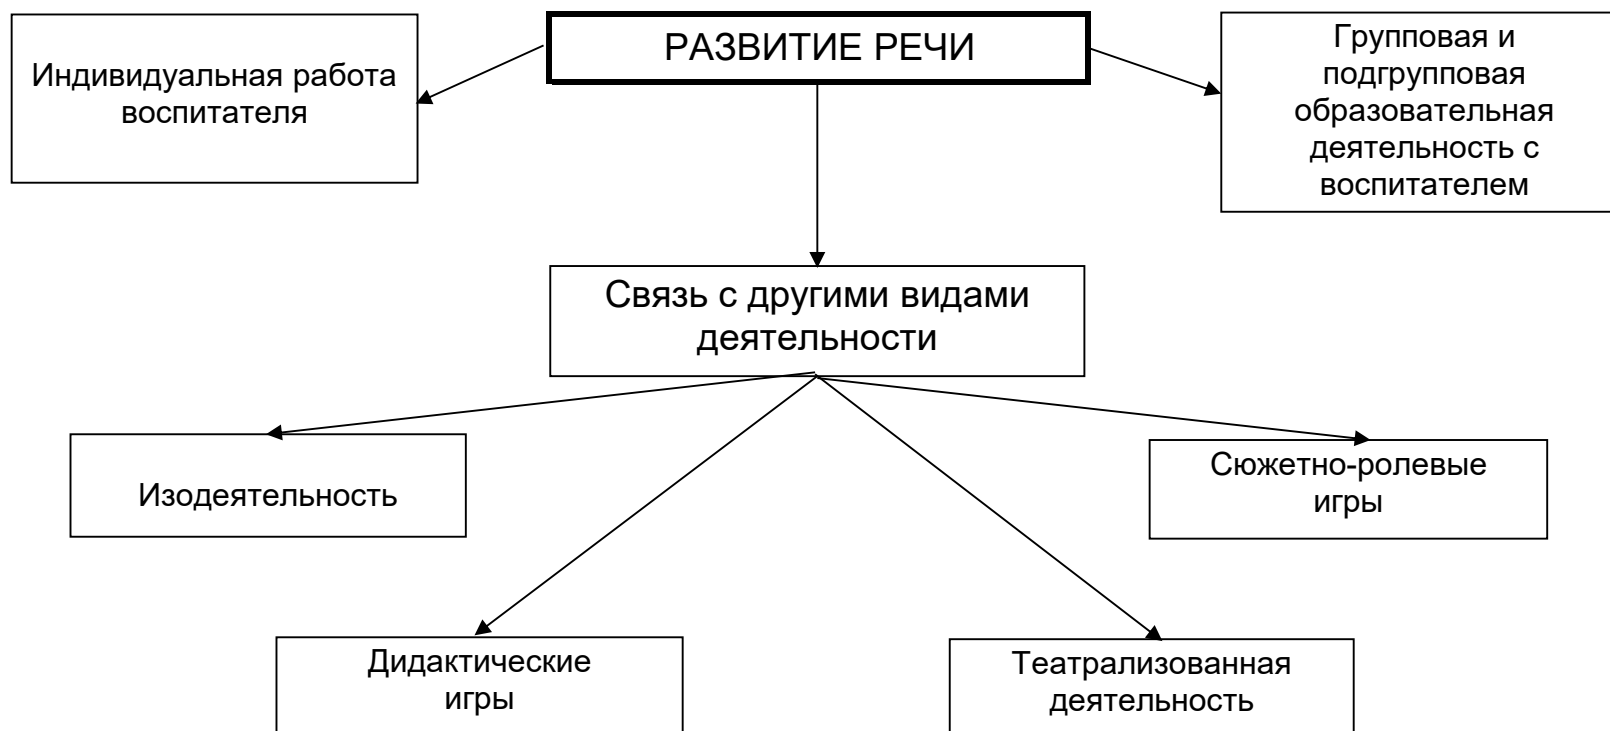 РАЗВИТИЕ РЕЧИ
Индивидуальная работа
воспитателя
Групповая и
подгрупповая
образовательная
деятельность с
воспитателем
Связь с другими видами
деятельности
Изодеятельность
Сюжетно-ролевые
игры
Дидактические
игры
Театрализованная
деятельность